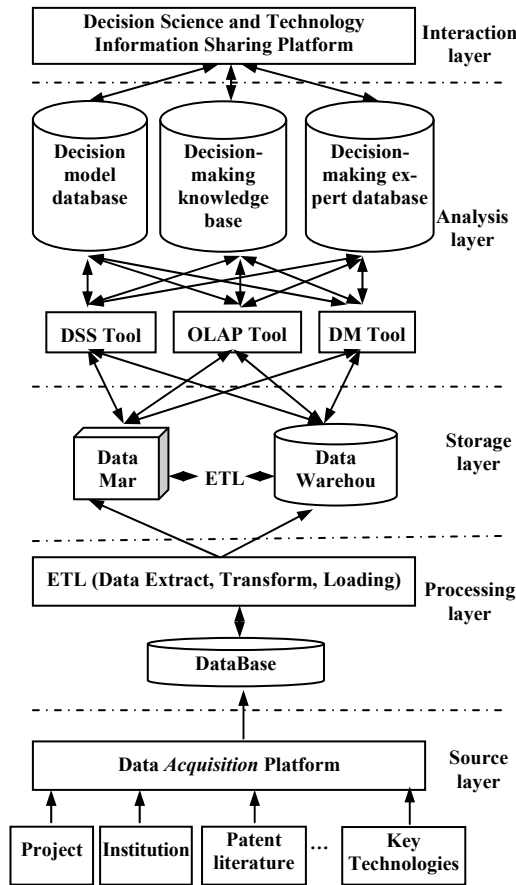 Decision Science and Technology
Information Sharing Platform
Interaction
layer
Decision
model
database
Decision-
making
knowledge
base
Decision-
making ex-
pert database
Analysis
layer
DSS Tool
OLAP Tool
DM Tool
Data
Mar
ETL
Data
Warehou
Storage
layer
ETL (Data Extract, Transform, Loading)
Processing
layer
DataBase
Data Acquisition Platform
Source
layer
Project
Institution
Patent
literature
...
Key
Technologies